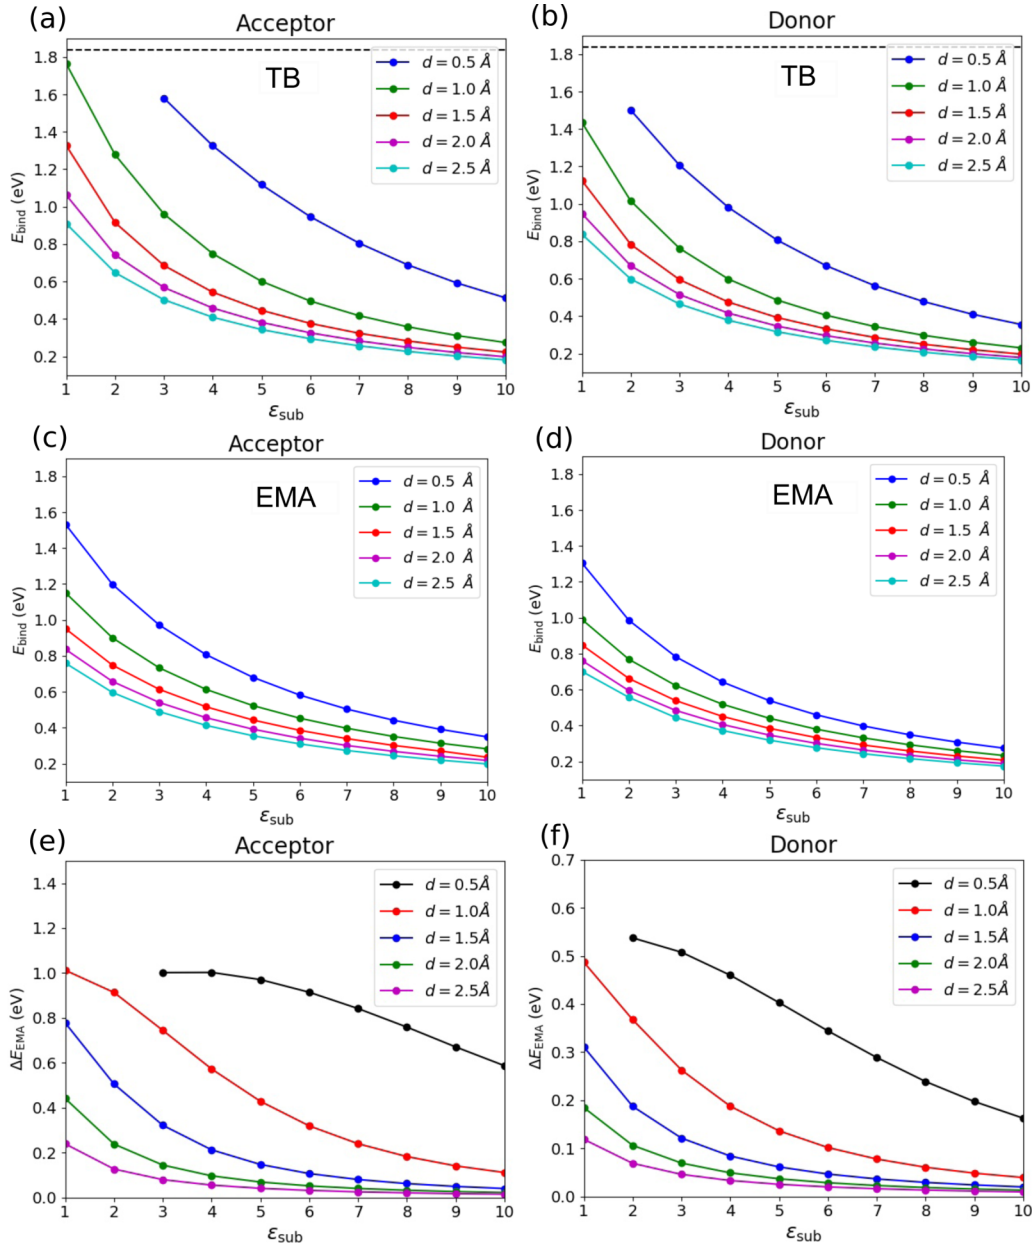 (a)
Acceptor
TB
d = 0.5 Å
d = 1.0 Å
d = 1.5 Å
d = 2.0 Å
d = 2.5 Å
E_bind (eV)
1.8
1.6
1.4
1.2
1.0
0.8
0.6
0.4
0.2
1 2 3 4 5 6 7 8 9 10
ε_sub
(b)
Donor
TB
d = 0.5 Å
d = 1.0 Å
d = 1.5 Å
d = 2.0 Å
d = 2.5 Å
E_bind (eV)
1.8
1.6
1.4
1.2
1.0
0.8
0.6
0.4
0.2
1 2 3 4 5 6 7 8 9 10
ε_sub
(c)
Acceptor
EMA
d = 0.5 Å
d = 1.0 Å
d = 1.5 Å
d = 2.0 Å
d = 2.5 Å
E_bind (eV)
1.8
1.6
1.4
1.2
1.0
0.8
0.6
0.4
0.2
1 2 3 4 5 6 7 8 9 10
ε_sub
(d)
Donor
EMA
d = 0.5 Å
d = 1.0 Å
d = 1.5 Å
d = 2.0 Å
d = 2.5 Å
E_bind (eV)
1.8
1.6
1.4
1.2
1.0
0.8
0.6
0.4
0.2
1 2 3 4 5 6 7 8 9 10
ε_sub
(e)
Acceptor
d = 0.5Å
d = 1.0Å
d = 1.5Å
d = 2.0Å
d = 2.5Å
ΔE_EMA (eV)
1.4
1.2
1.0
0.8
0.6
0.4
0.2
0.0
1 2 3 4 5 6 7 8 9 10
ε_sub
(f)
Donor
d = 0.5Å
d = 1.0Å
d = 1.5Å
d = 2.0Å
d = 2.5Å
ΔE_EMA (eV)
0.7
0.6
0.5
0.4
0.3
0.2
0.1
0.0
1 2 3 4 5 6 7 8 9 10
ε_sub